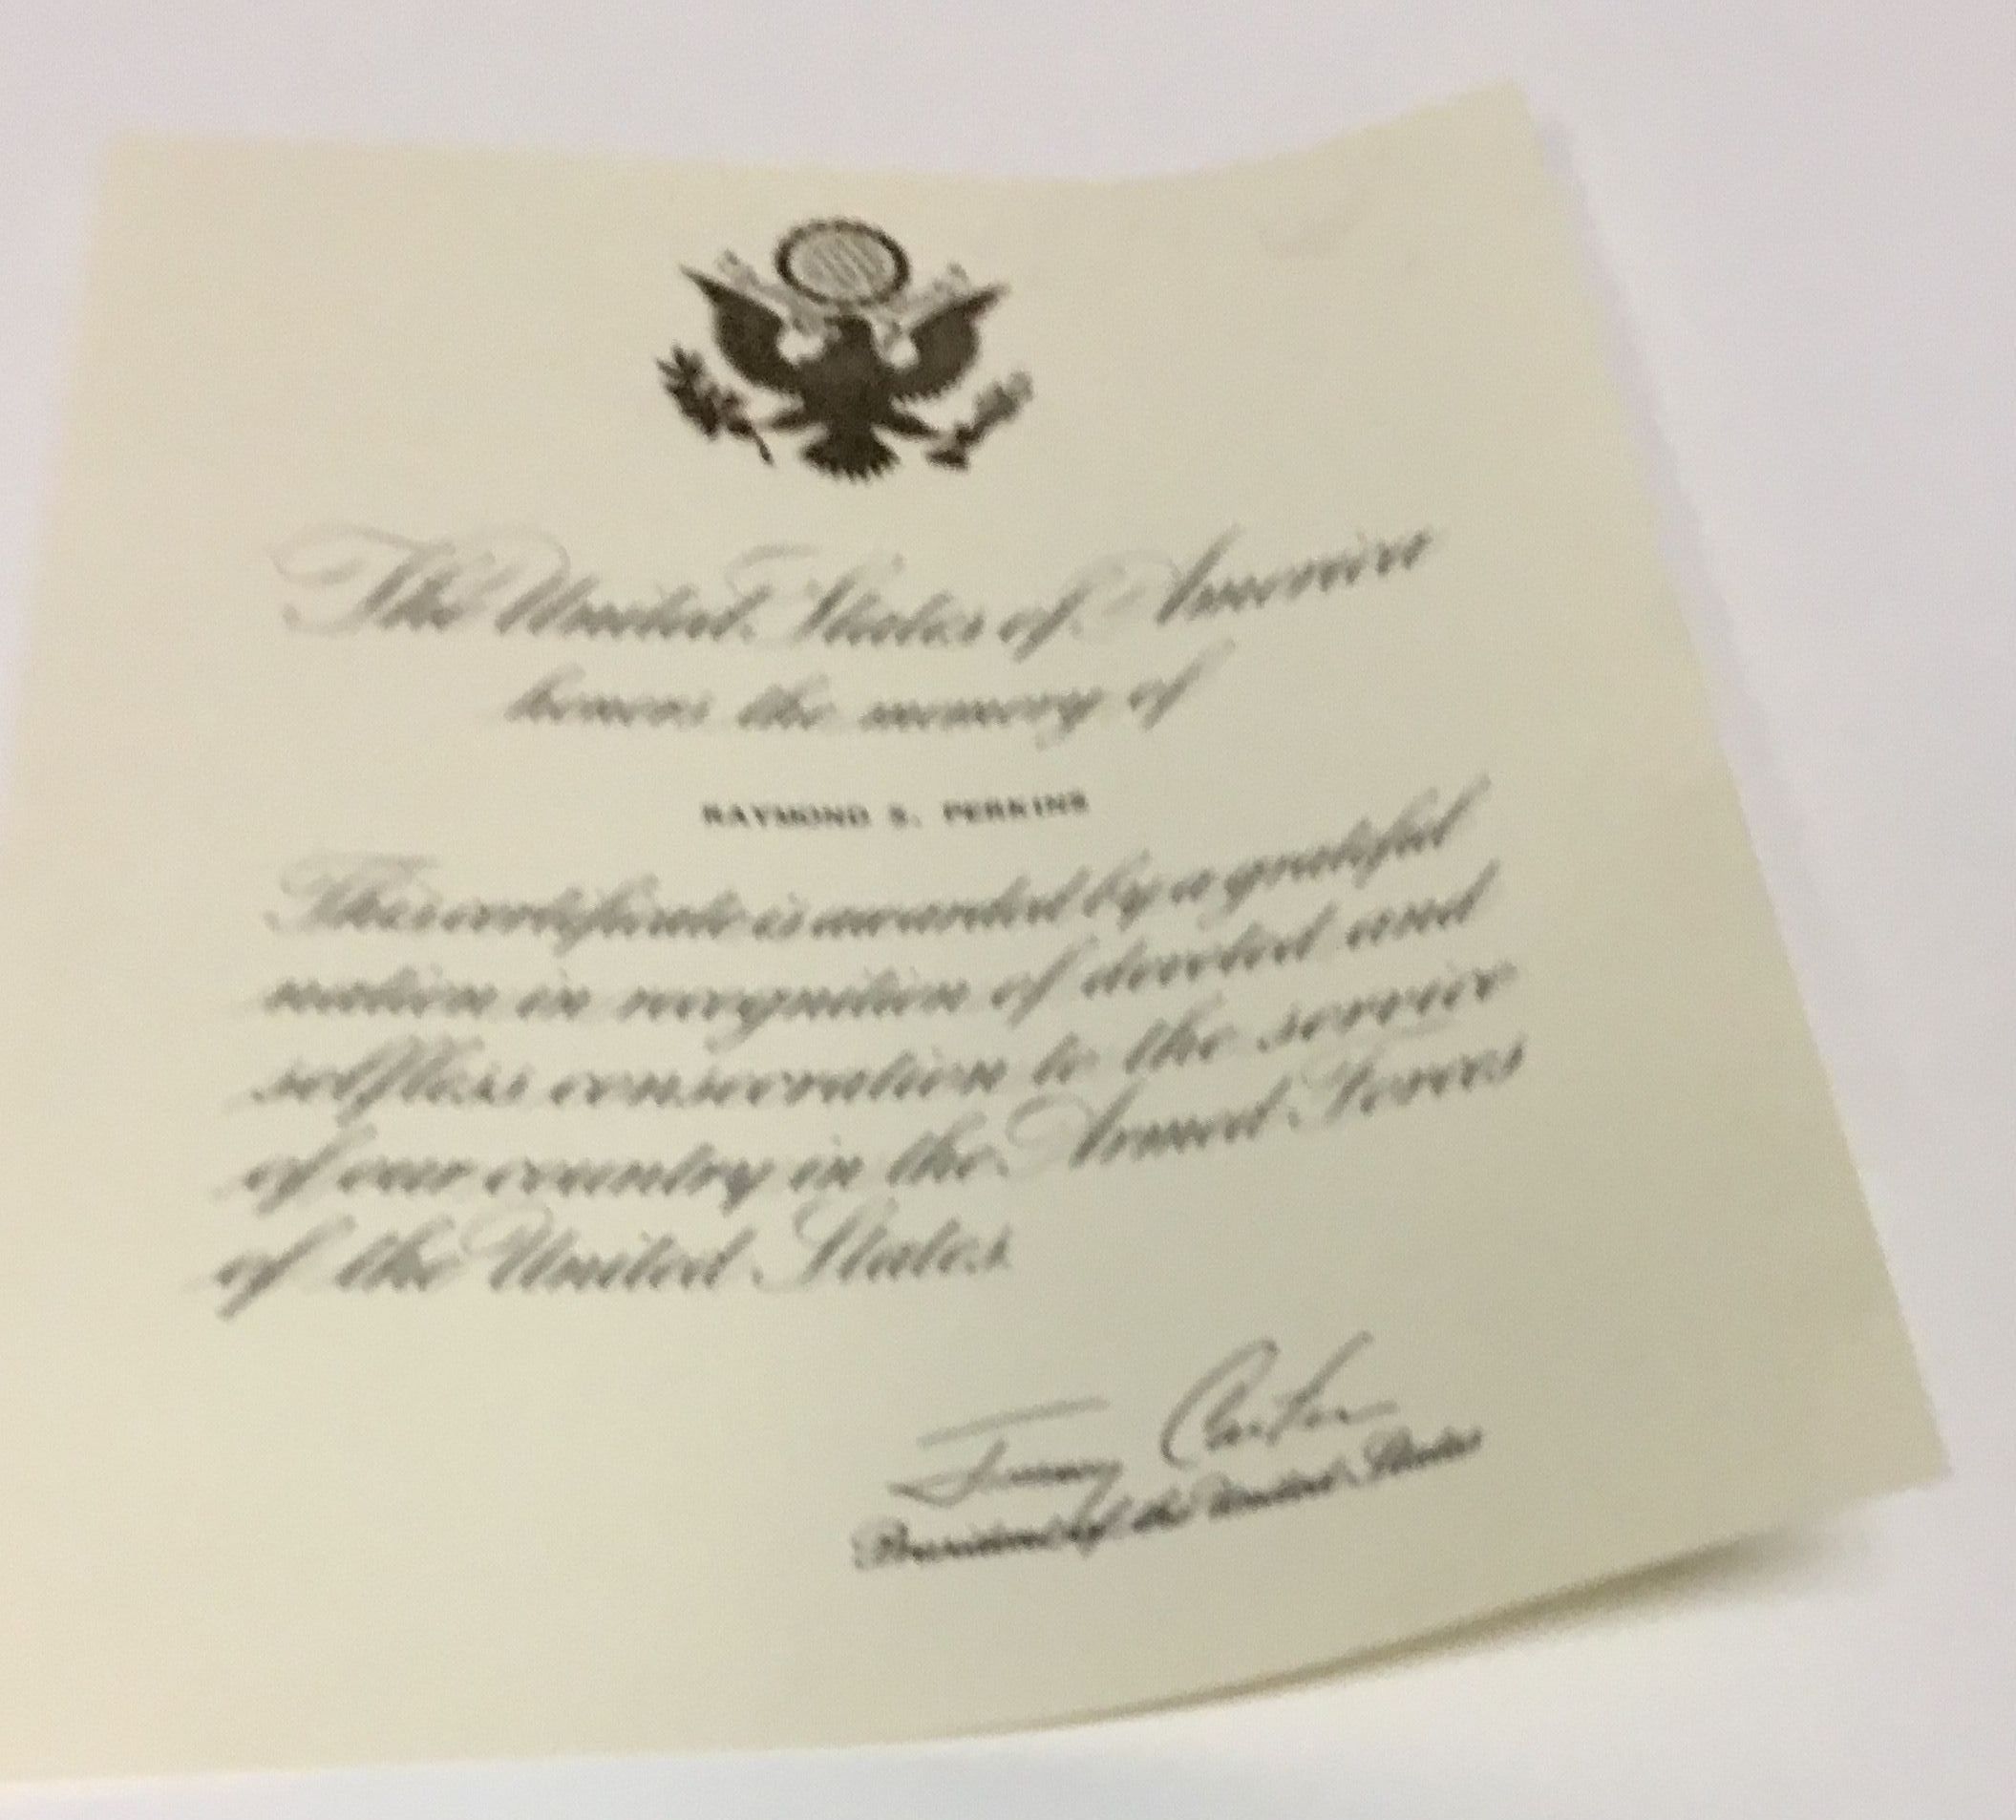 The United States of America
honors the memory of
RAYMOND S. PERKINS
This certificate is awarded by a grateful
nation in recognition of devoted and
selfless consecration to the service
of our country in the Armed Forces
of the United States.
Jimmy Carter
President of the United States